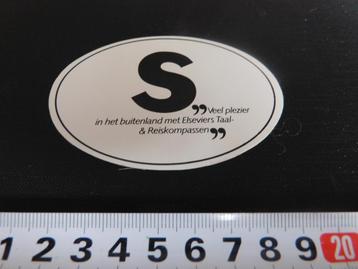 S
„Veel plezier
in het buitenland met Elseviers Taal-
& Reiskompassen”
1 2 3 4 5 6 7 8 9 20